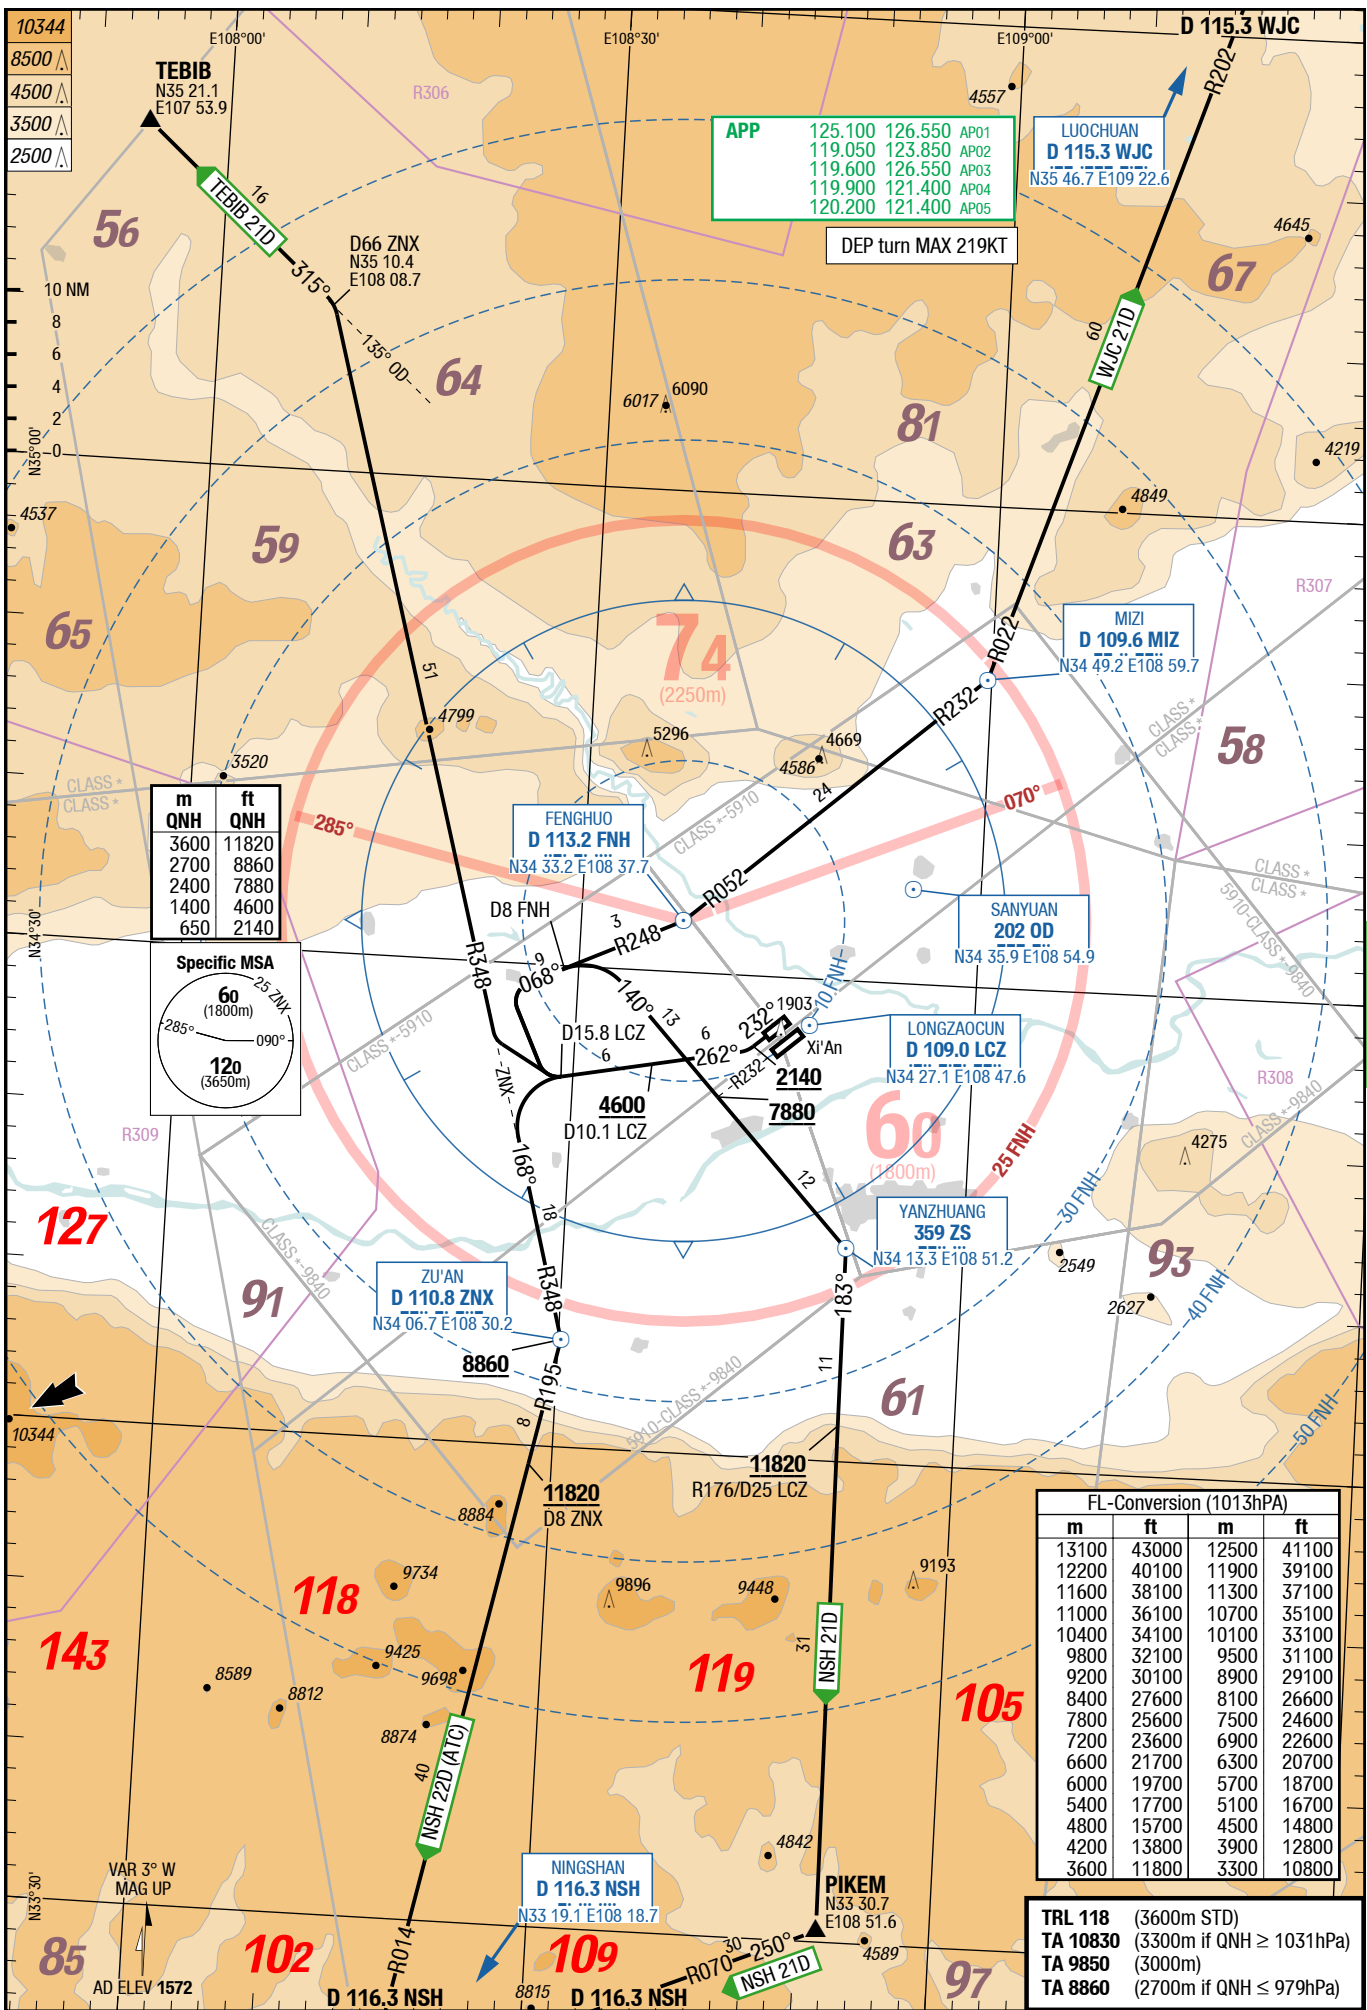 10344
8500
4500
3500
2500
E108°00'
E108°30'
E109°00'
D 115.3 WJC
R202
TEBIB
N35 21.1
E107 53.9
R306
4557
APP 125.100 126.550 AP01
119.050 123.850 AP02
119.600 126.550 AP03
119.900 121.400 AP04
120.200 121.400 AP05
LUOCHUAN
D 115.3 WJC
N35 46.7 E109 22.6
DEP turn MAX 219KT
16
TEBIB 21D
56
4645
67
D66 ZNX
N35 10.4
E108 08.7
315°
10 NM
8
6
4
2
0
N35°00'
135° OD
64
60
WJC 21D
6017
6090
81
4219
4537
4849
59
63
R307
65
74
(2250m)
R022
MIZI
D 109.6 MIZ
N34 49.2 E108 59.7
51
R232
4799
5296
4669
4586
CLASS *
CLASS *
58
3520
CLASS *
CLASS *
m ft
QNH QNH
3600 11820
2700 8860
2400 7880
1400 4600
650 2140
285°
070°
24
FENGHUO
D 113.2 FNH
N34 33.2 E108 37.7
CLASS *-5910
CLASS *
CLASS *
5910-CLASS *-9840
R052
D8 FNH
3
R248
SANYUAN
202 OD
N34 35.9 E108 54.9
N34°30'
R348
9
068°
140°
13
10 FNH
Specific MSA
25 ZNX
60
(1800m)
285°
090°
120
(3650m)
CLASS *-5910
D15.8 LCZ
6
6
262°
232°
1903
Xi'An
LONGZAOCUN
D 109.0 LCZ
N34 27.1 E108 47.6
R232
2140
ZNX
4600
D10.1 LCZ
7880
R308
CLASS *-9840
60
(1800m)
25 FNH
4275
R309
168°
12
18
YANZHUANG
359 ZS
N34 13.3 E108 51.2
30 FNH
127
CLASS *-9840
2549
93
91
R348
ZU'AN
D 110.8 ZNX
N34 06.7 E108 30.2
183°
2627
40 FNH
8860
R195
11
5910-CLASS *-9840
61
10344
8
50 FNH
11820
R176/D25 LCZ
11820
D8 ZNX
8884
9734
118
9896
9448
9193
FL-Conversion (1013hPA)
m ft m ft
13100 43000 12500 41100
12200 40100 11900 39100
11600 38100 11300 37100
11000 36100 10700 35100
10400 34100 10100 33100
9800 32100 9500 31100
9200 30100 8900 29100
8400 27600 8100 26600
7800 25600 7500 24600
7200 23600 6900 22600
6600 21700 6300 20700
6000 19700 5700 18700
5400 17700 5100 16700
4800 15700 4500 14800
4200 13800 3900 12800
3600 11800 3300 10800
143
31
NSH 21D
9425
9698
8589
8812
8874
119
105
40
NSH 22D (ATC)
4842
VAR 3° W
MAG UP
NINGSHAN
D 116.3 NSH
N33 19.1 E108 18.7
PIKEM
N33 30.7
E108 51.6
N33°30'
4589
R014
30
250°
R070
NSH 21D
85
102
109
97
AD ELEV 1572
D 116.3 NSH
8815
D 116.3 NSH
TRL 118 (3600m STD)
TA 10830 (3300m if QNH ≥ 1031hPa)
TA 9850 (3000m)
TA 8860 (2700m if QNH ≤ 979hPa)